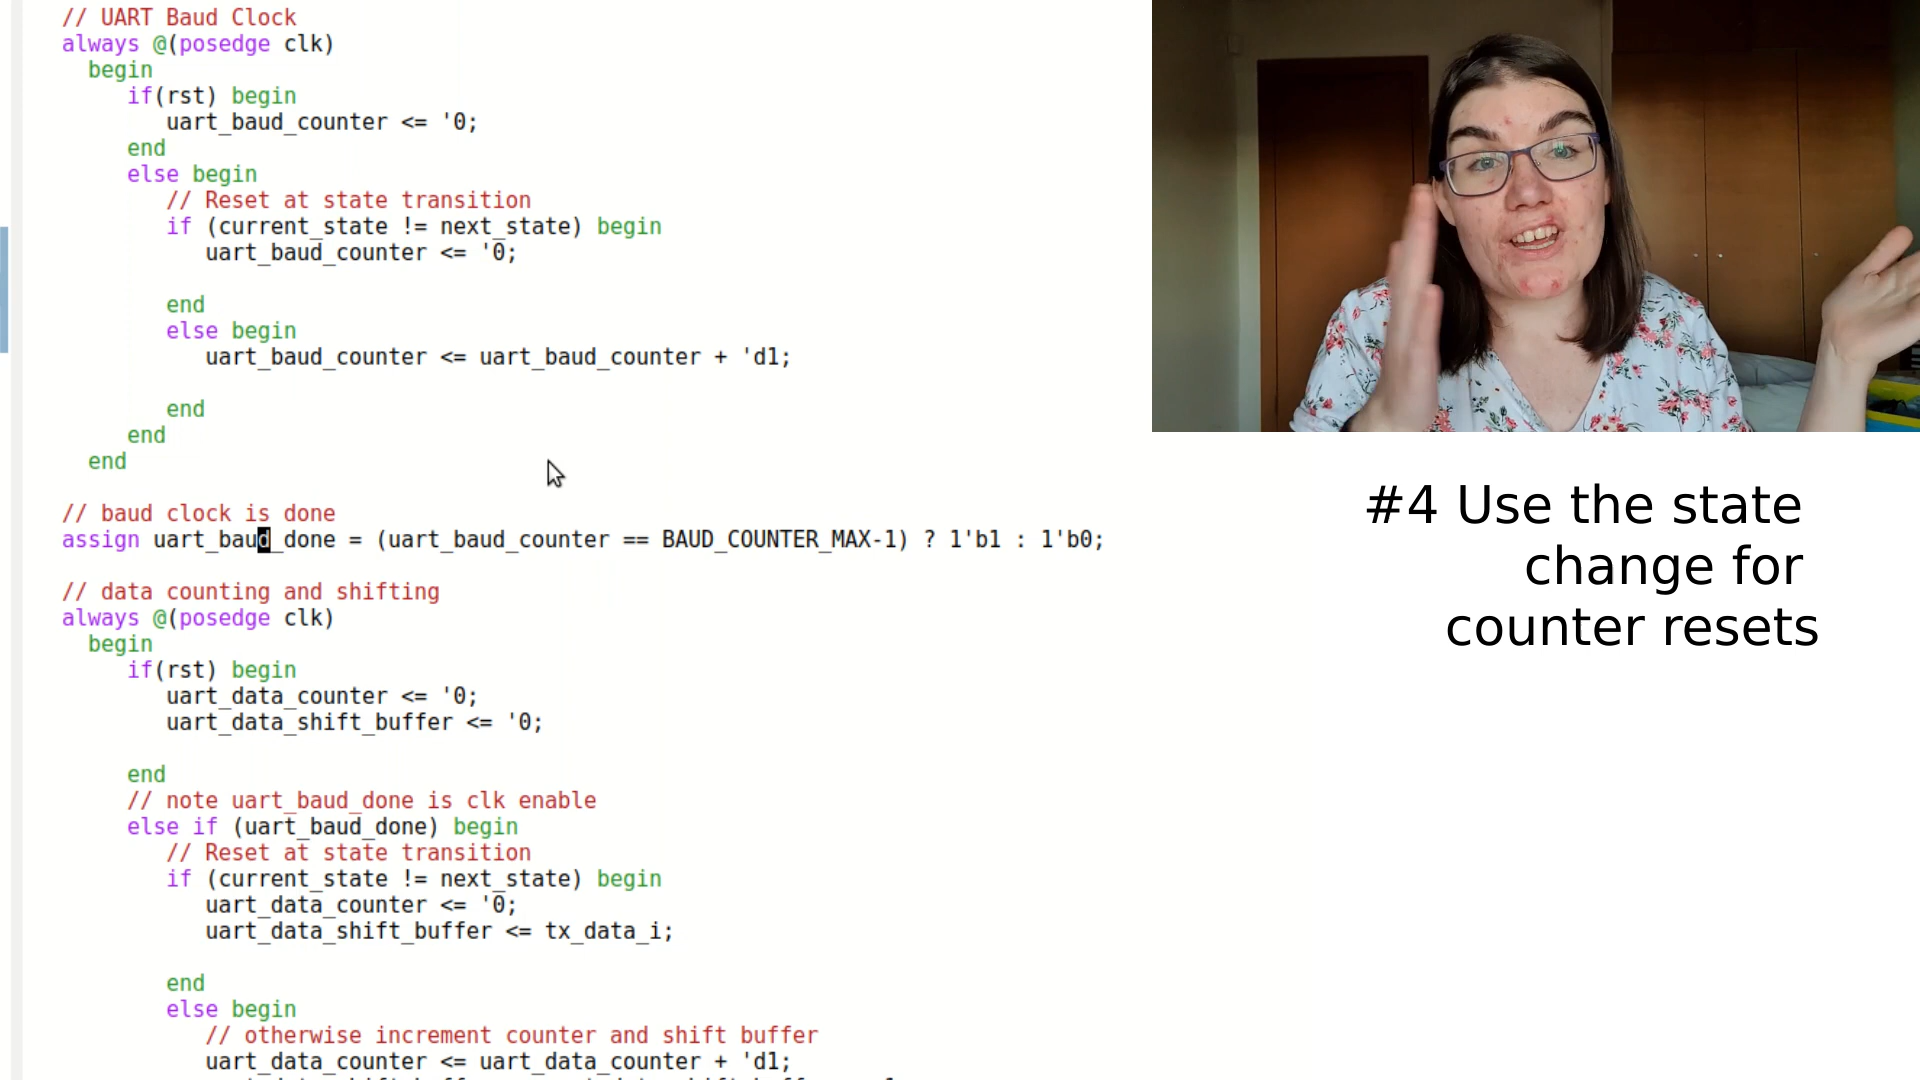 // UART Baud Clock
always @(posedge clk)
begin
if(rst) begin
uart_baud_counter <= '0;
end
else begin
// Reset at state transition
if (current_state != next_state) begin
uart_baud_counter <= '0;
end
else begin
uart_baud_counter <= uart_baud_counter + 'd1;
end
end
end
// baud clock is done
assign uart_baud_done = (uart_baud_counter == BAUD_COUNTER_MAX-1) ? 1'b1 : 1'b0;
// data counting and shifting
always @(posedge clk)
begin
if(rst) begin
uart_data_counter <= '0;
uart_data_shift_buffer <= '0;
end
// note uart_baud_done is clk enable
else if (uart_baud_done) begin
// Reset at state transition
if (current_state != next_state) begin
uart_data_counter <= '0;
uart_data_shift_buffer <= tx_data_i;
end
else begin
// otherwise increment counter and shift buffer
uart_data_counter <= uart_data_counter + 'd1;
#4 Use the state
change for
counter resets